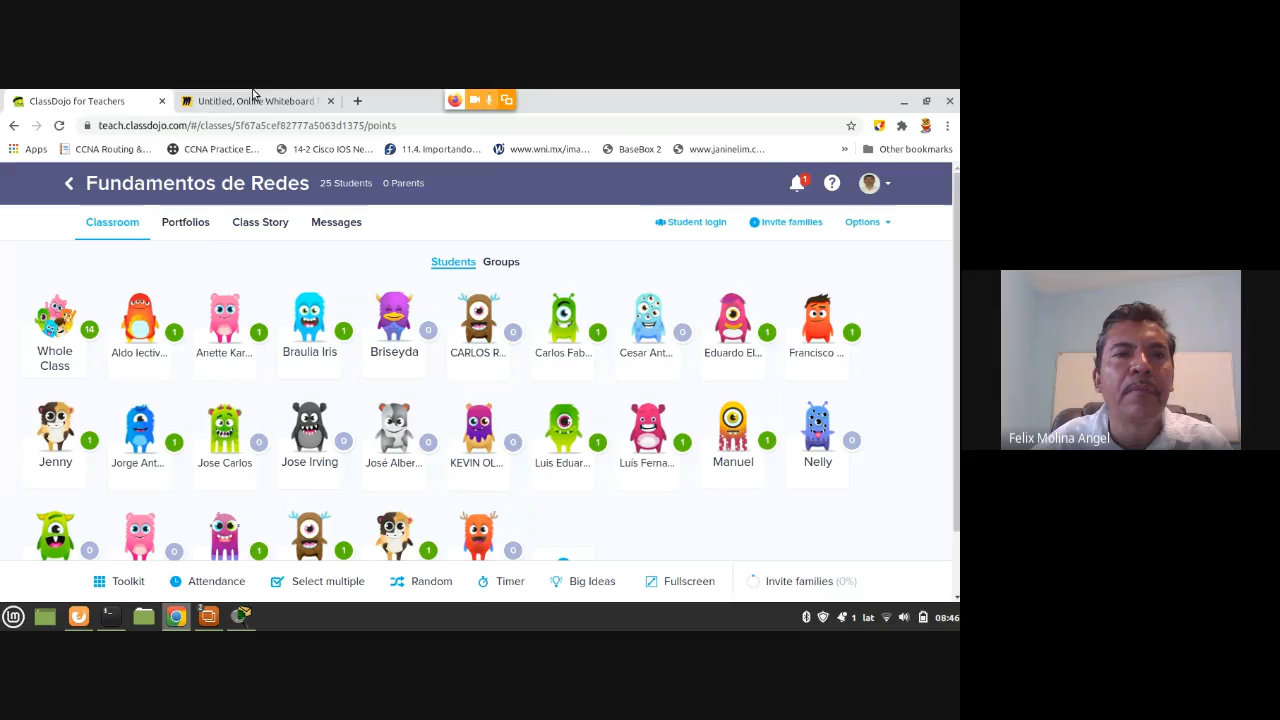 ClassDojo for Teachers
Untitled, Online Whiteboard
teach.classdojo.com/#/classes/5f67a5cef82777a5063d1375/points
Apps CCNA Routing &... CCNA Practice E... 14-2 Cisco IOS Ne... 11.4. Importando... www.wni.mx/ima... BaseBox 2 www.janinelim.c... » Other bookmarks
Fundamentos de Redes 25 Students 0 Parents 1
Classroom Portfolios Class Story Messages Student login Invite families Options
Students Groups
14 1 1 1 0 0 1 0 1 1
Whole Class Aldo Iectiv... Anette Kar... Braulia Iris Briseyda CARLOS R... Carlos Fab... Cesar Ant... Eduardo El... Francisco ...
1 1 0 0 0 0 1 1 1 0
Jenny Jorge Ant... Jose Carlos Jose Irving José Alber... KEVIN OL... Luis Eduar... Luís Ferna... Manuel Nelly
0 0 1 1 1 0
Toolkit Attendance Select multiple Random Timer Big Ideas Fullscreen Invite families (0%)
2 1 lat 08:46
Felix Molina Angel